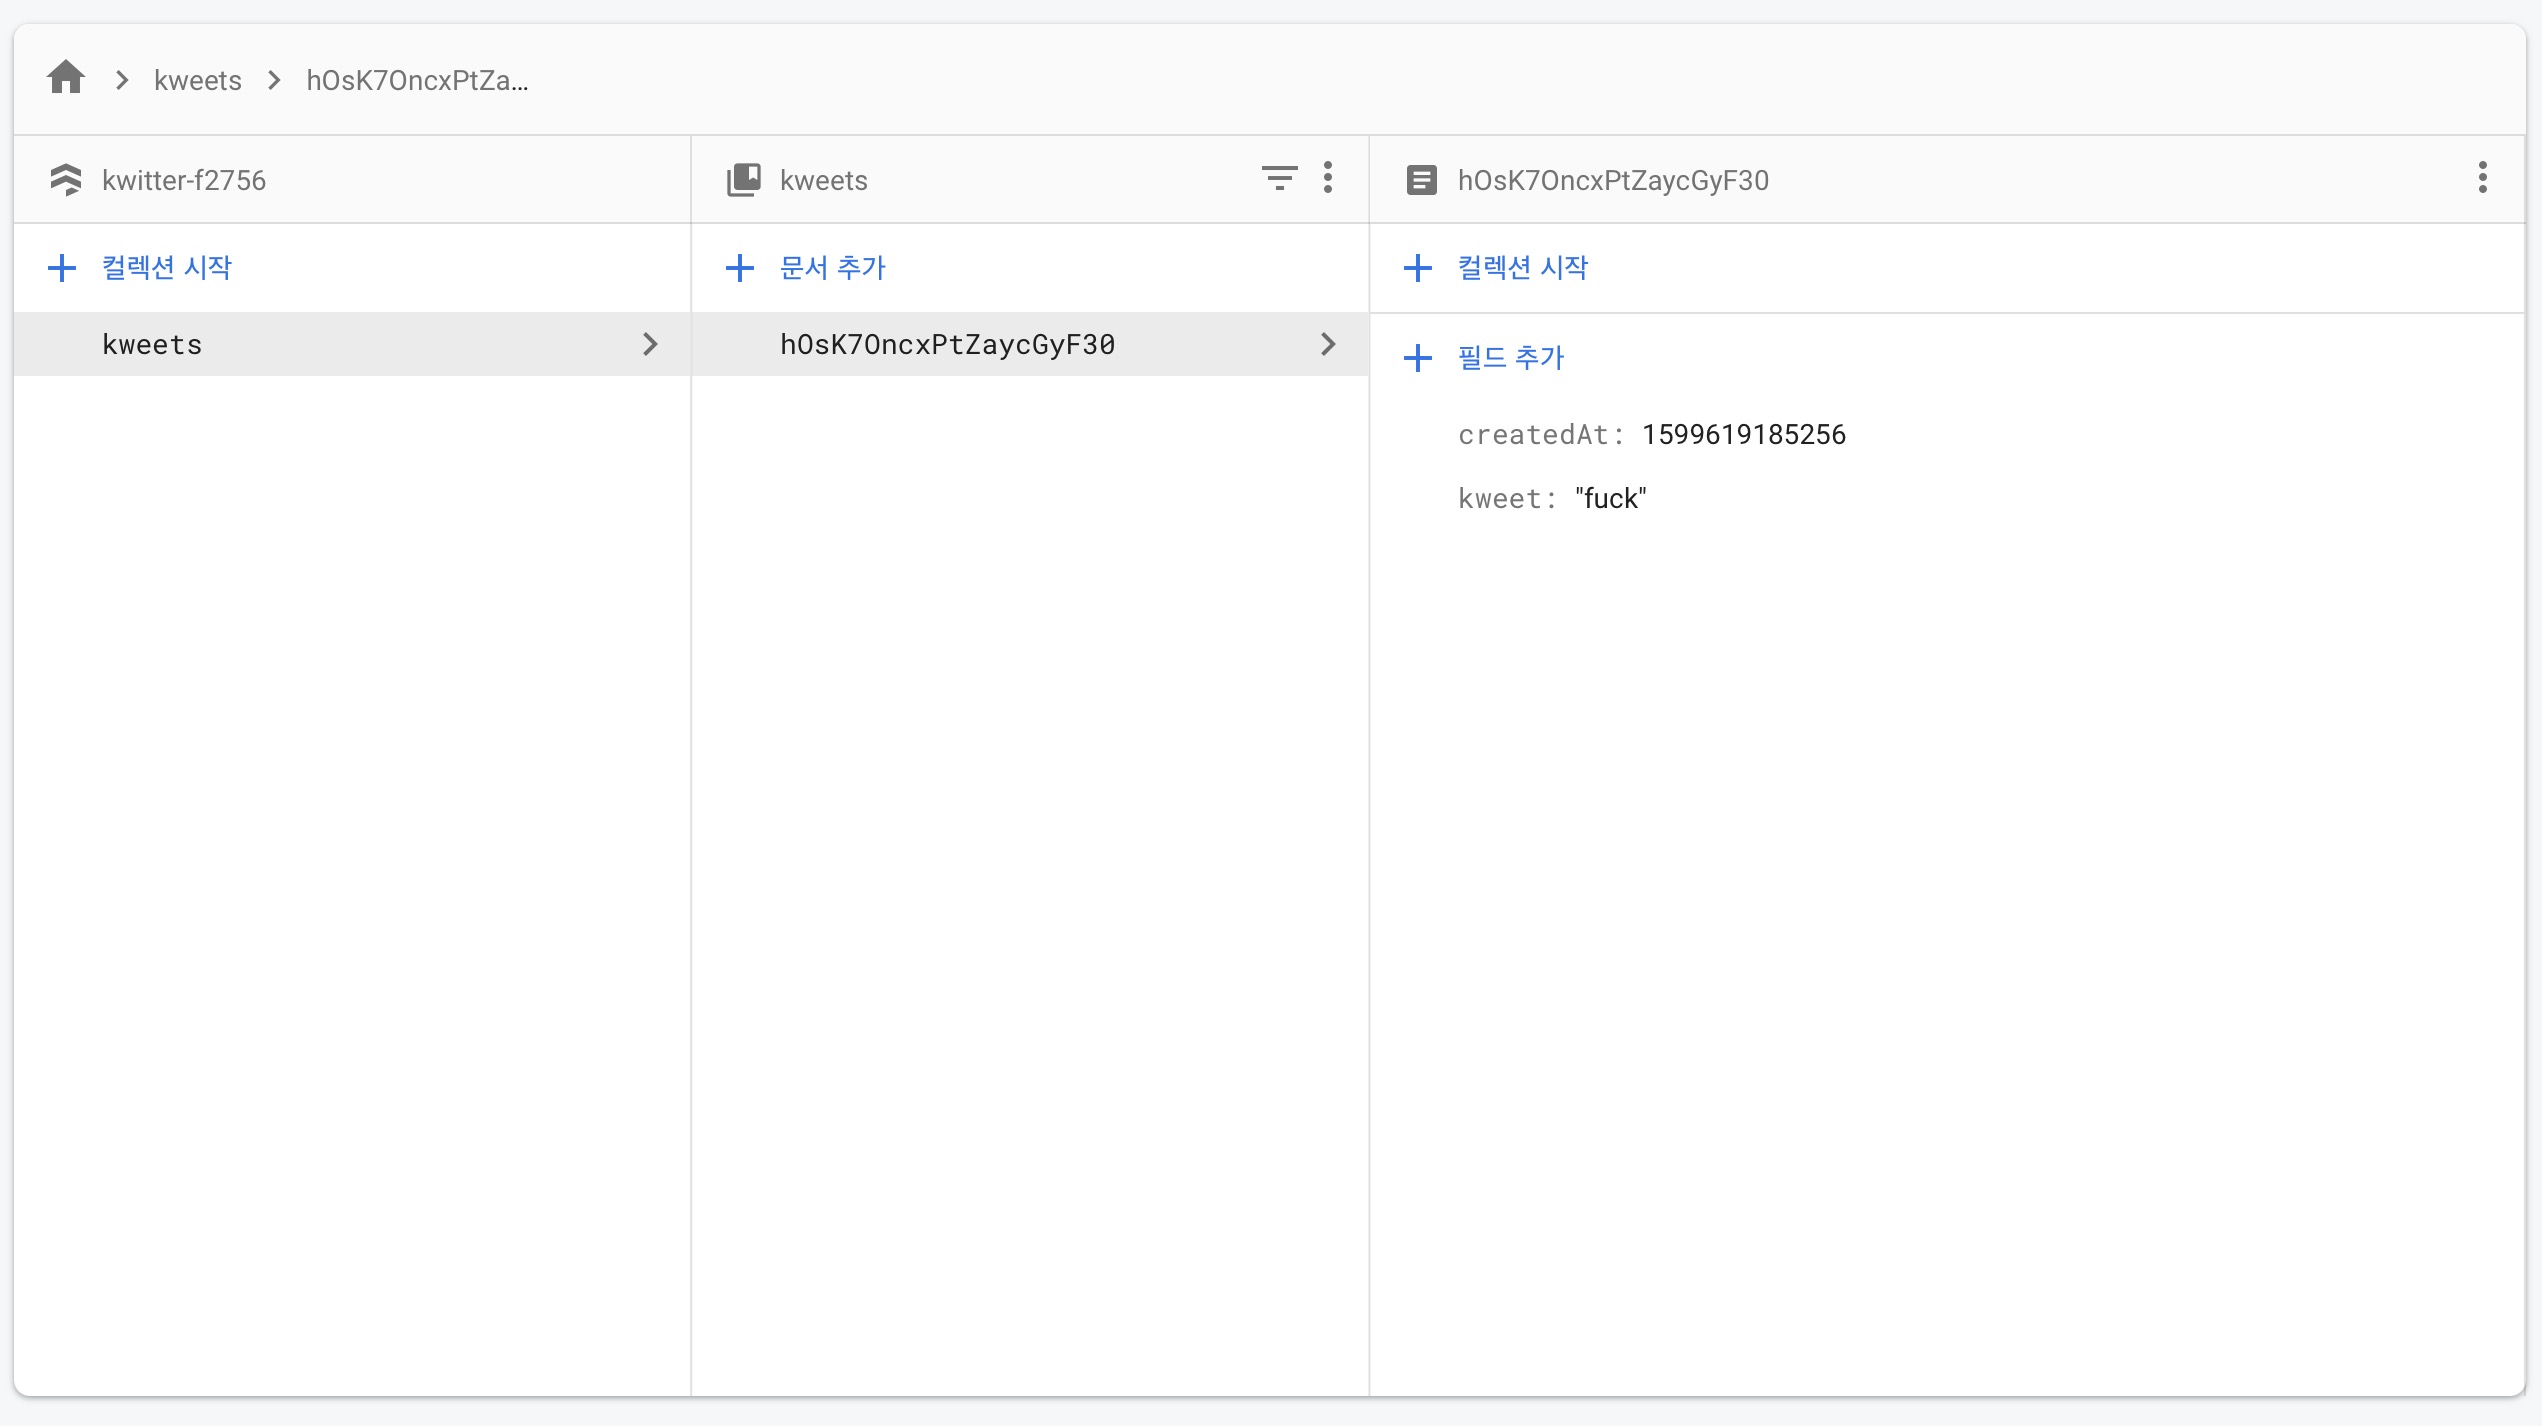 kweets hOsK7OncxPtZa...
kwitter-f2756
컬렉션 시작
kweets
kweets
문서 추가
hOsK7OncxPtZaycGyF30
hOsK7OncxPtZaycGyF30
컬렉션 시작
필드 추가
createdAt: 1599619185256
kweet: "fuck"